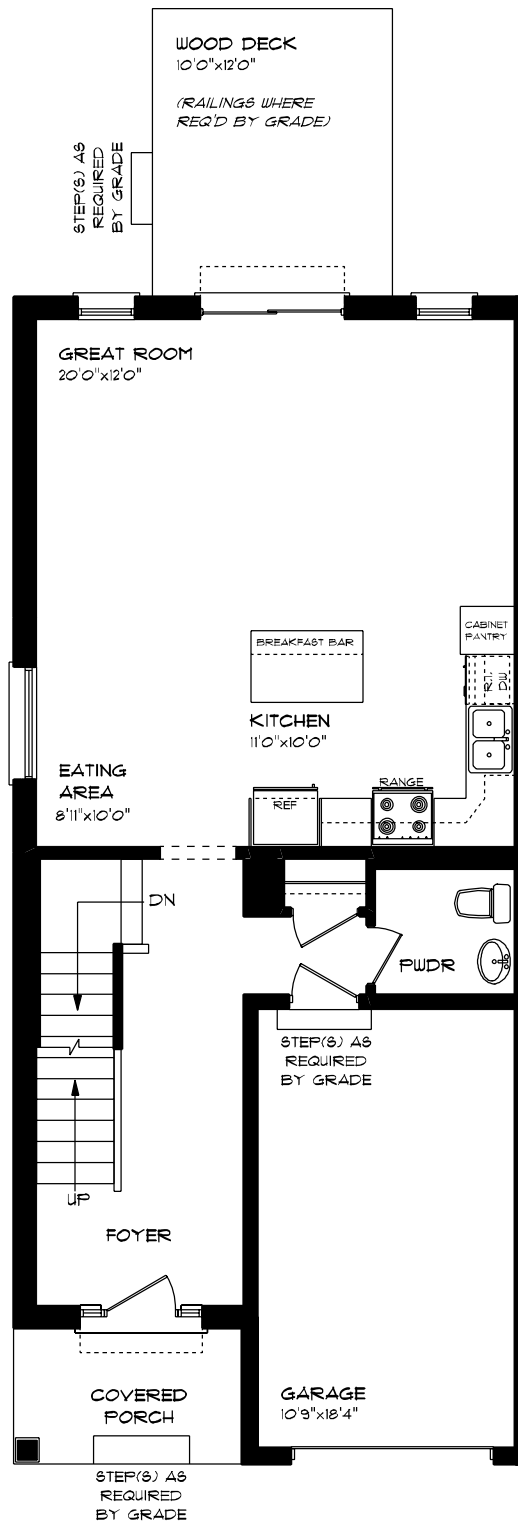 WOOD DECK
10'0"x12'0"
(RAILINGS WHERE
REQ'D BY GRADE)
STEP(S) AS
REQUIRED
BY GRADE
GREAT ROOM
20'0"x12'0"
CABINET
PANTRY
BREAKFAST BAR
R.T.
DW
KITCHEN
11'0"x10'0"
EATING
AREA
8'11"x10'0"
RANGE
REF
DN
PWDR
STEP(S) AS
REQUIRED
BY GRADE
UP
FOYER
COVERED
PORCH
GARAGE
10'9"x18'4"
STEP(S) AS
REQUIRED
BY GRADE